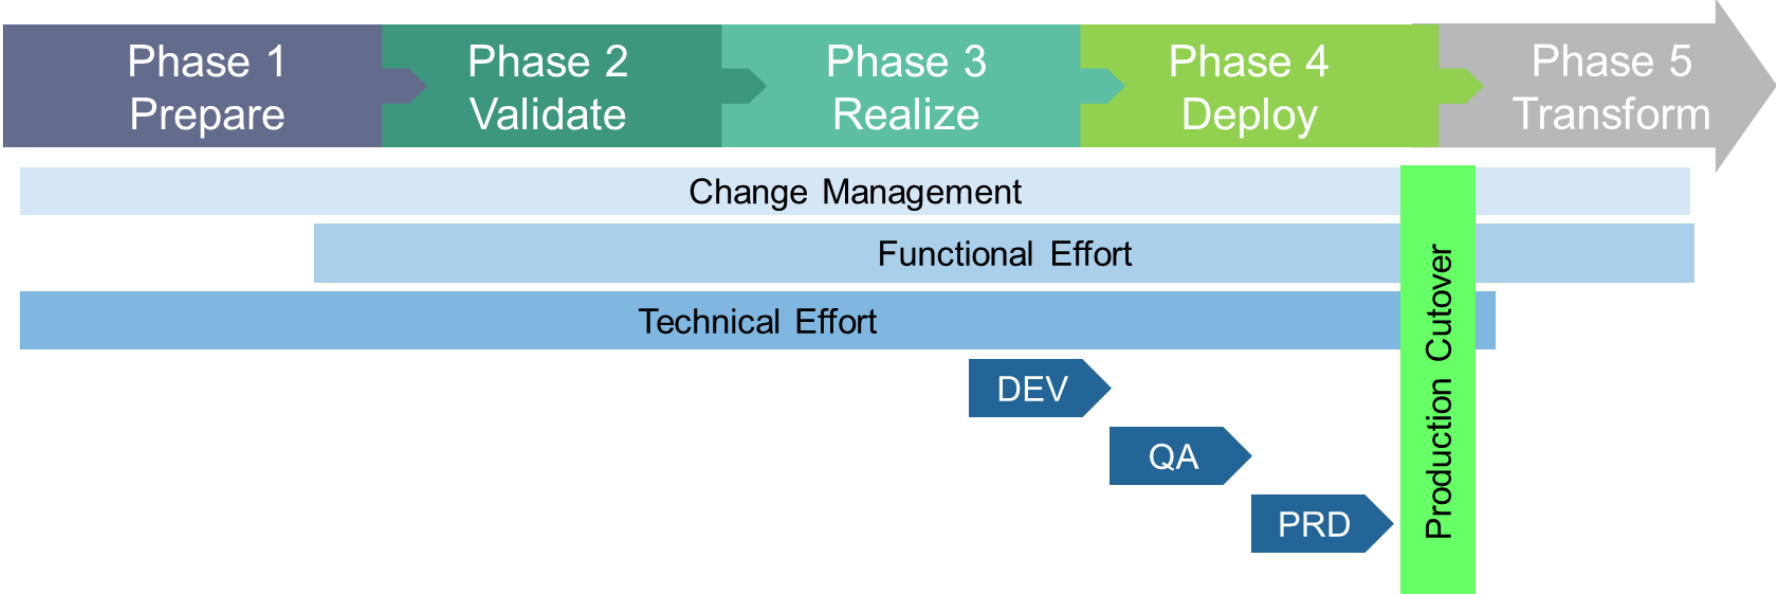 Phase 1
Prepare
Phase 2
Validate
Phase 3
Realize
Phase 4
Deploy
Phase 5
Transform
Change Management
Functional Effort
Technical Effort
DEV
QA
PRD
Production Cutover